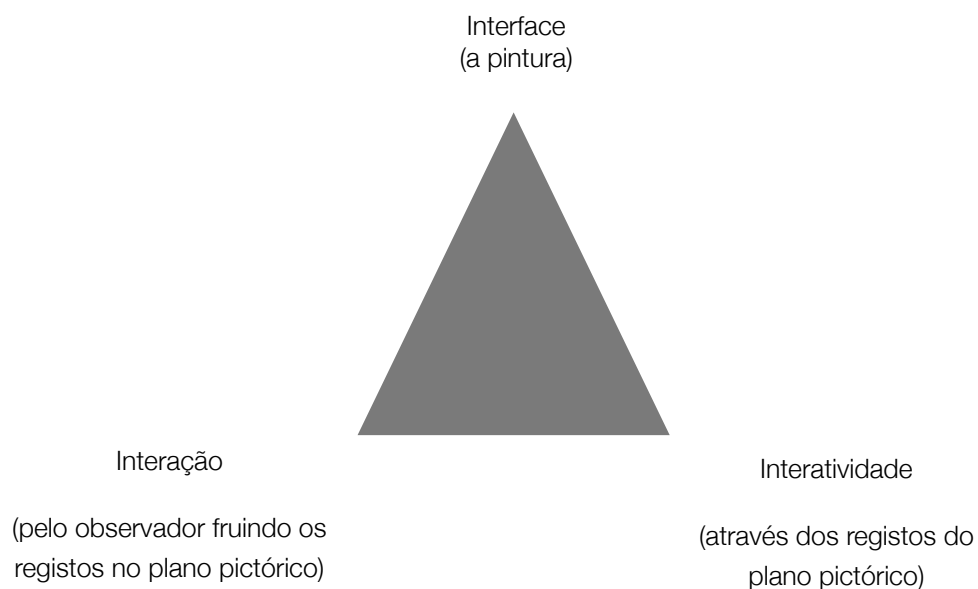 Interface
(a pintura)
Interação
(pelo observador fruindo os
registos no plano pictórico)
Interatividade
(através dos registos do
plano pictórico)